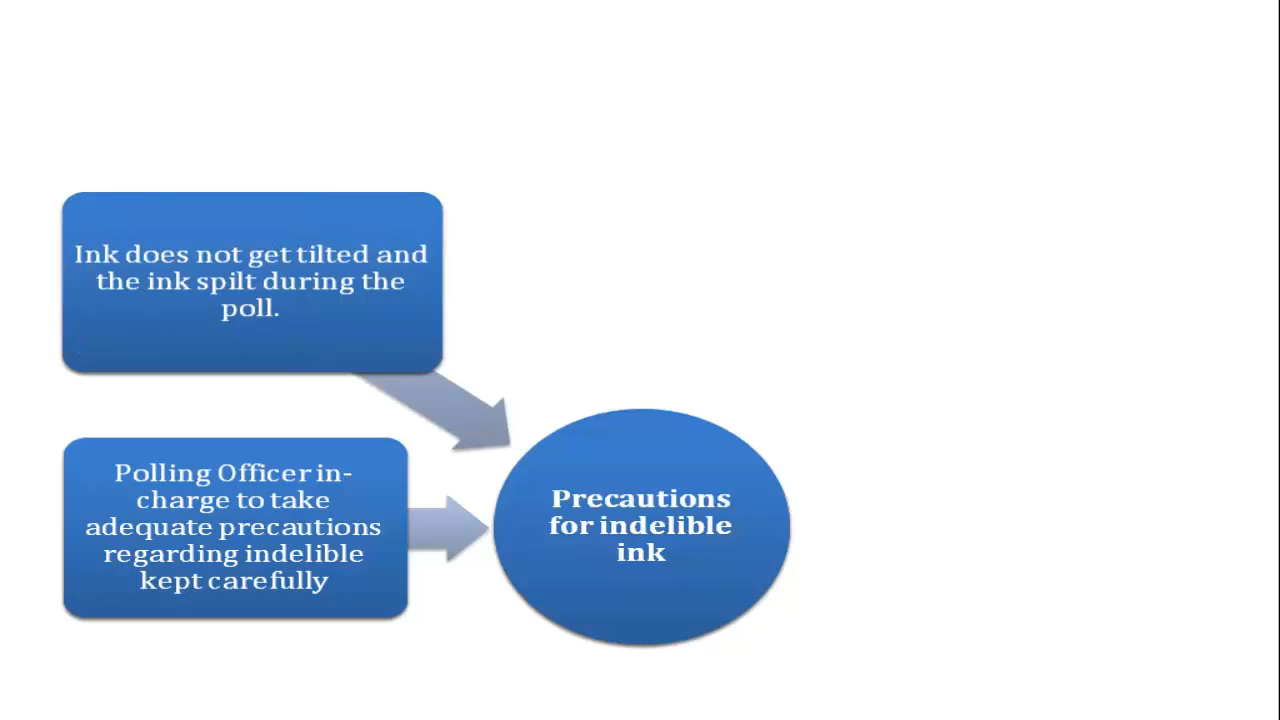 Ink does not get tilted and
the ink spilt during the
poll.
Polling Officer in-
charge to take
adequate precautions
regarding indelible
kept carefully
Precautions
for indelible
ink